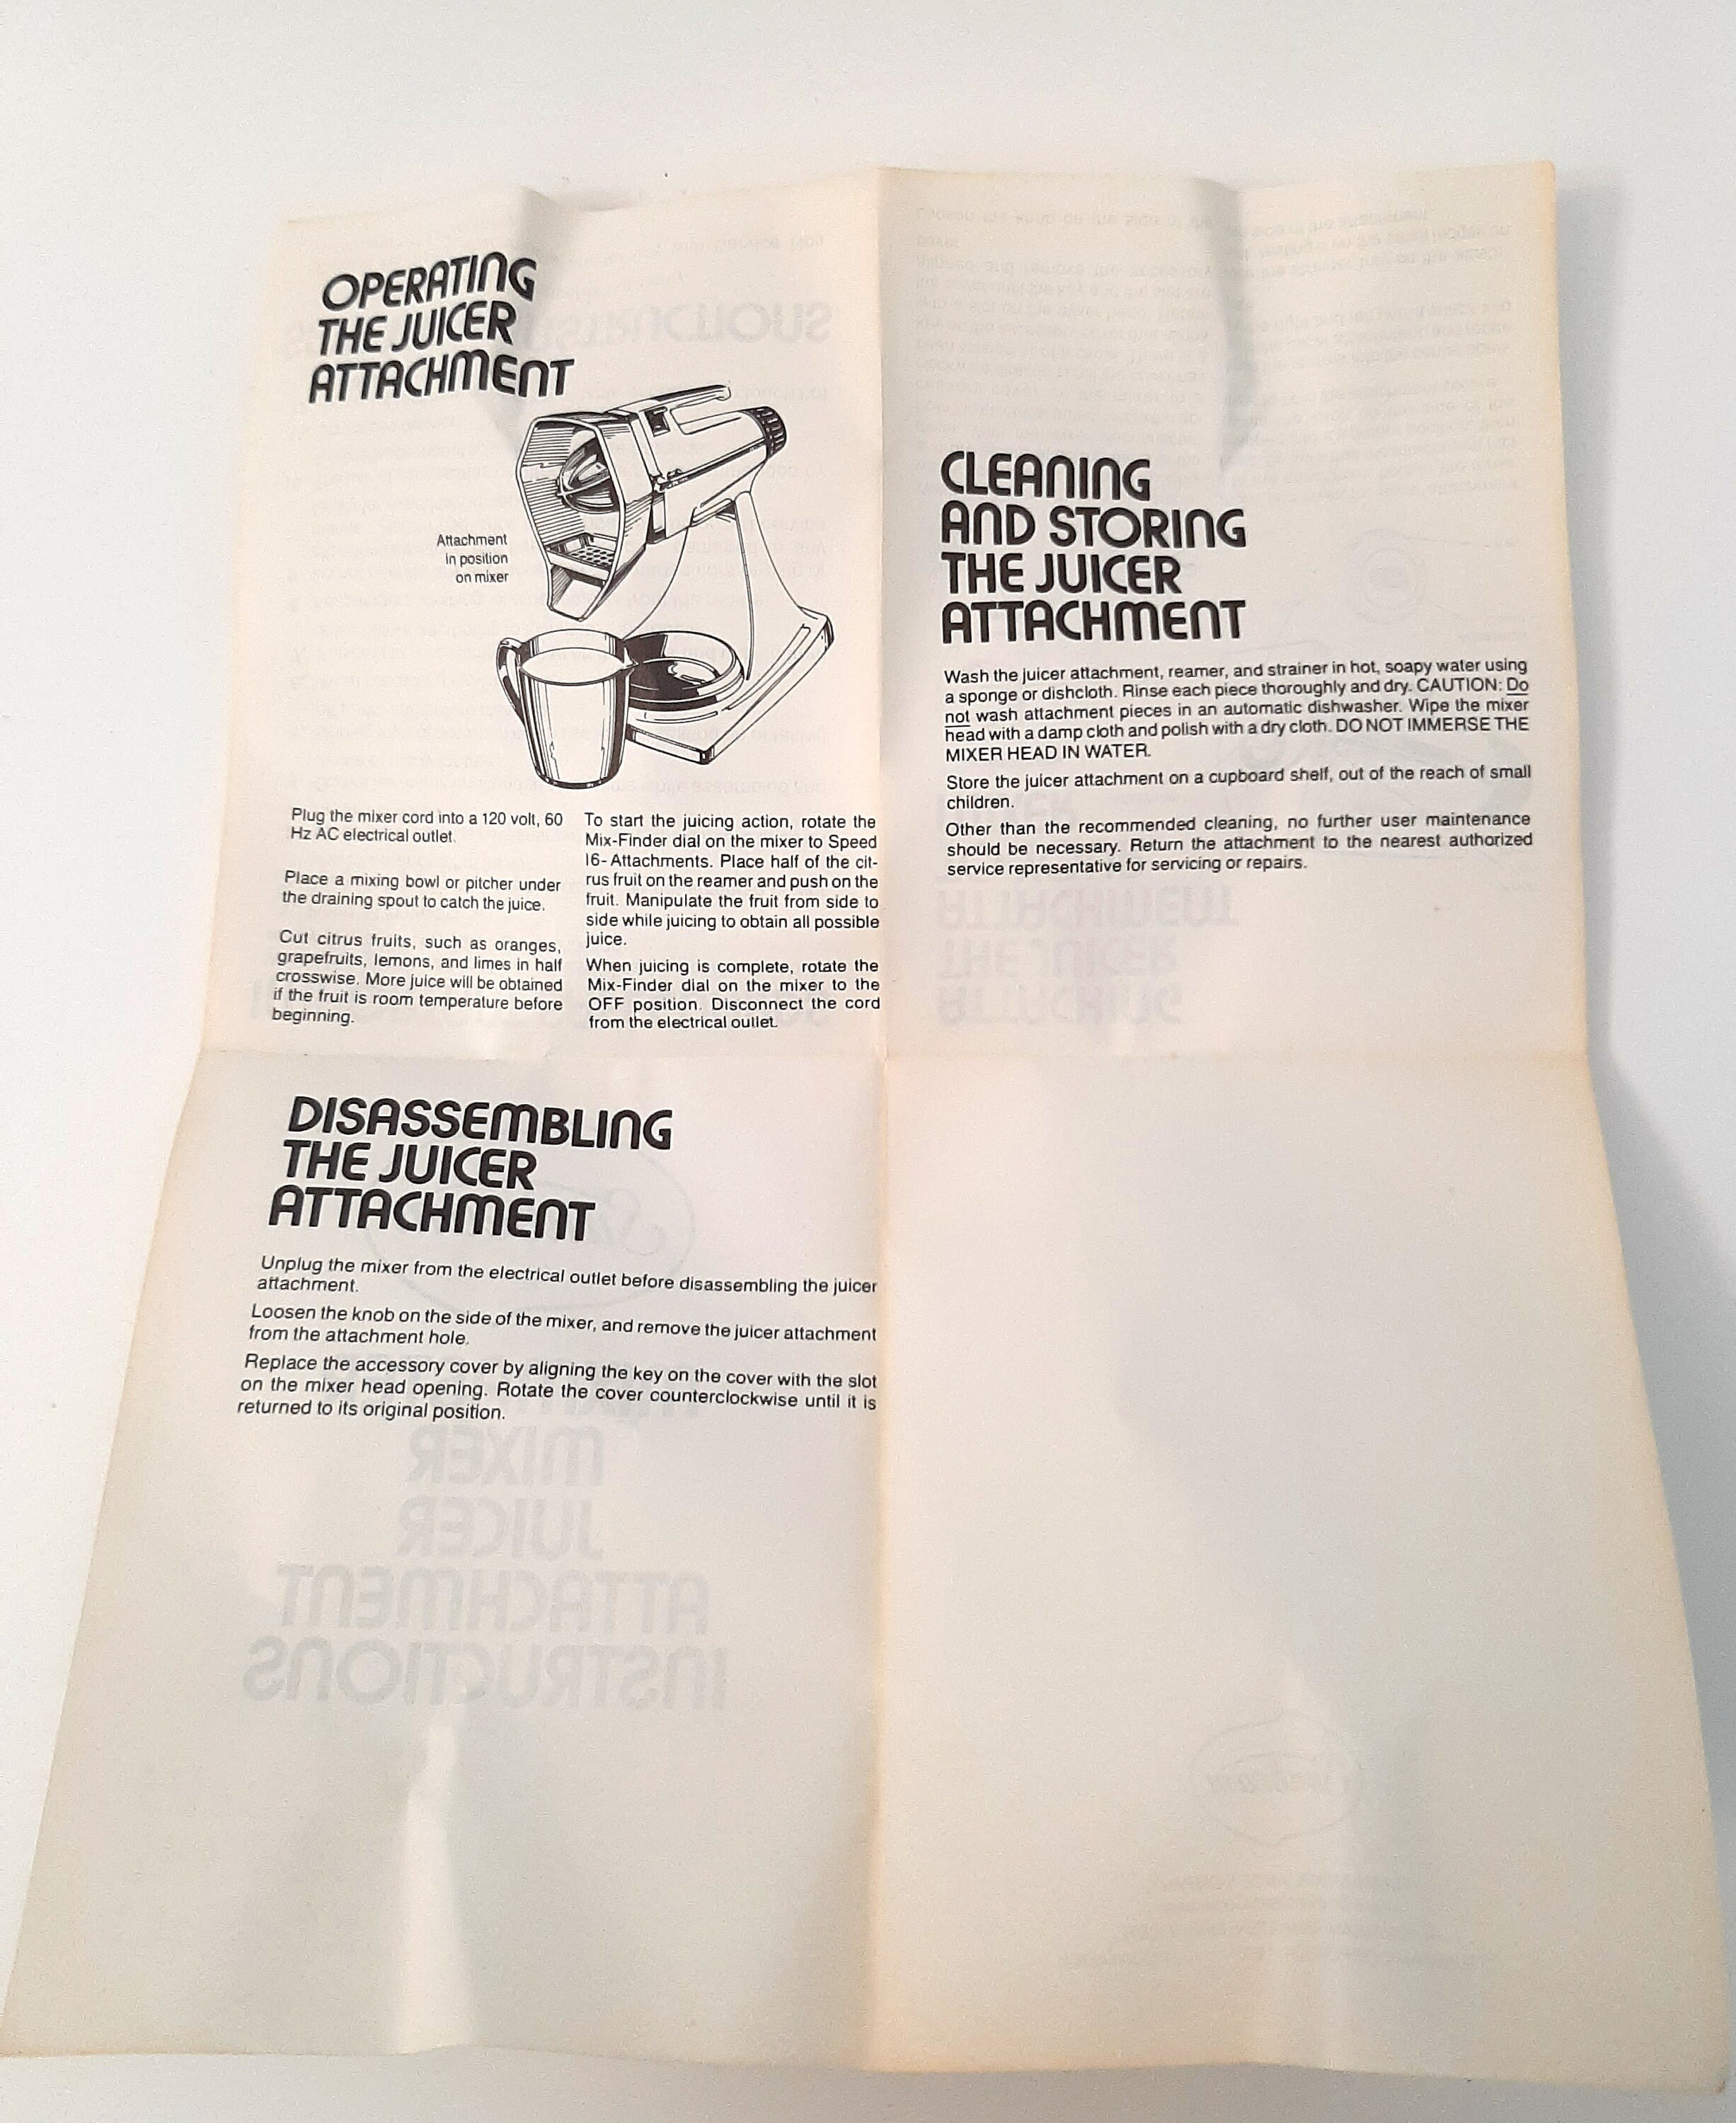 OPERATING
THE JUICER
ATTACHMENT
Attachment
in position
on mixer
Plug the mixer cord into a 120 volt, 60
Hz AC electrical outlet.
Place a mixing bowl or pitcher under
the draining spout to catch the juice.
Cut citrus fruits, such as oranges,
grapefruits, lemons, and limes in half
crosswise. More juice will be obtained
if the fruit is room temperature before
beginning.
To start the juicing action, rotate the
Mix-Finder dial on the mixer to Speed
16-Attachments. Place half of the cit-
rus fruit on the reamer and push on the
fruit. Manipulate the fruit from side to
side while juicing to obtain all possible
juice.
When juicing is complete, rotate the
Mix-Finder dial on the mixer to the
OFF position. Disconnect the cord
from the electrical outlet.
CLEANING
AND STORING
THE JUICER
ATTACHMENT
Wash the juicer attachment, reamer, and strainer in hot, soapy water using
a sponge or dishcloth. Rinse each piece thoroughly and dry. CAUTION: Do
not wash attachment pieces in an automatic dishwasher. Wipe the mixer
head with a damp cloth and polish with a dry cloth. DO NOT IMMERSE THE
MIXER HEAD IN WATER.
Store the juicer attachment on a cupboard shelf, out of the reach of small
children.
Other than the recommended cleaning, no further user maintenance
should be necessary. Return the attachment to the nearest authorized
service representative for servicing or repairs.
DISASSEMBLING
THE JUICER
ATTACHMENT
Unplug the mixer from the electrical outlet before disassembling the juicer
attachment.
Loosen the knob on the side of the mixer, and remove the juicer attachment
from the attachment hole.
Replace the accessory cover by aligning the key on the cover with the slot
on the mixer head opening. Rotate the cover counterclockwise until it is
returned to its original position.
MIXER
JUICER
ATTACHMENT
INSTRUCTIONS